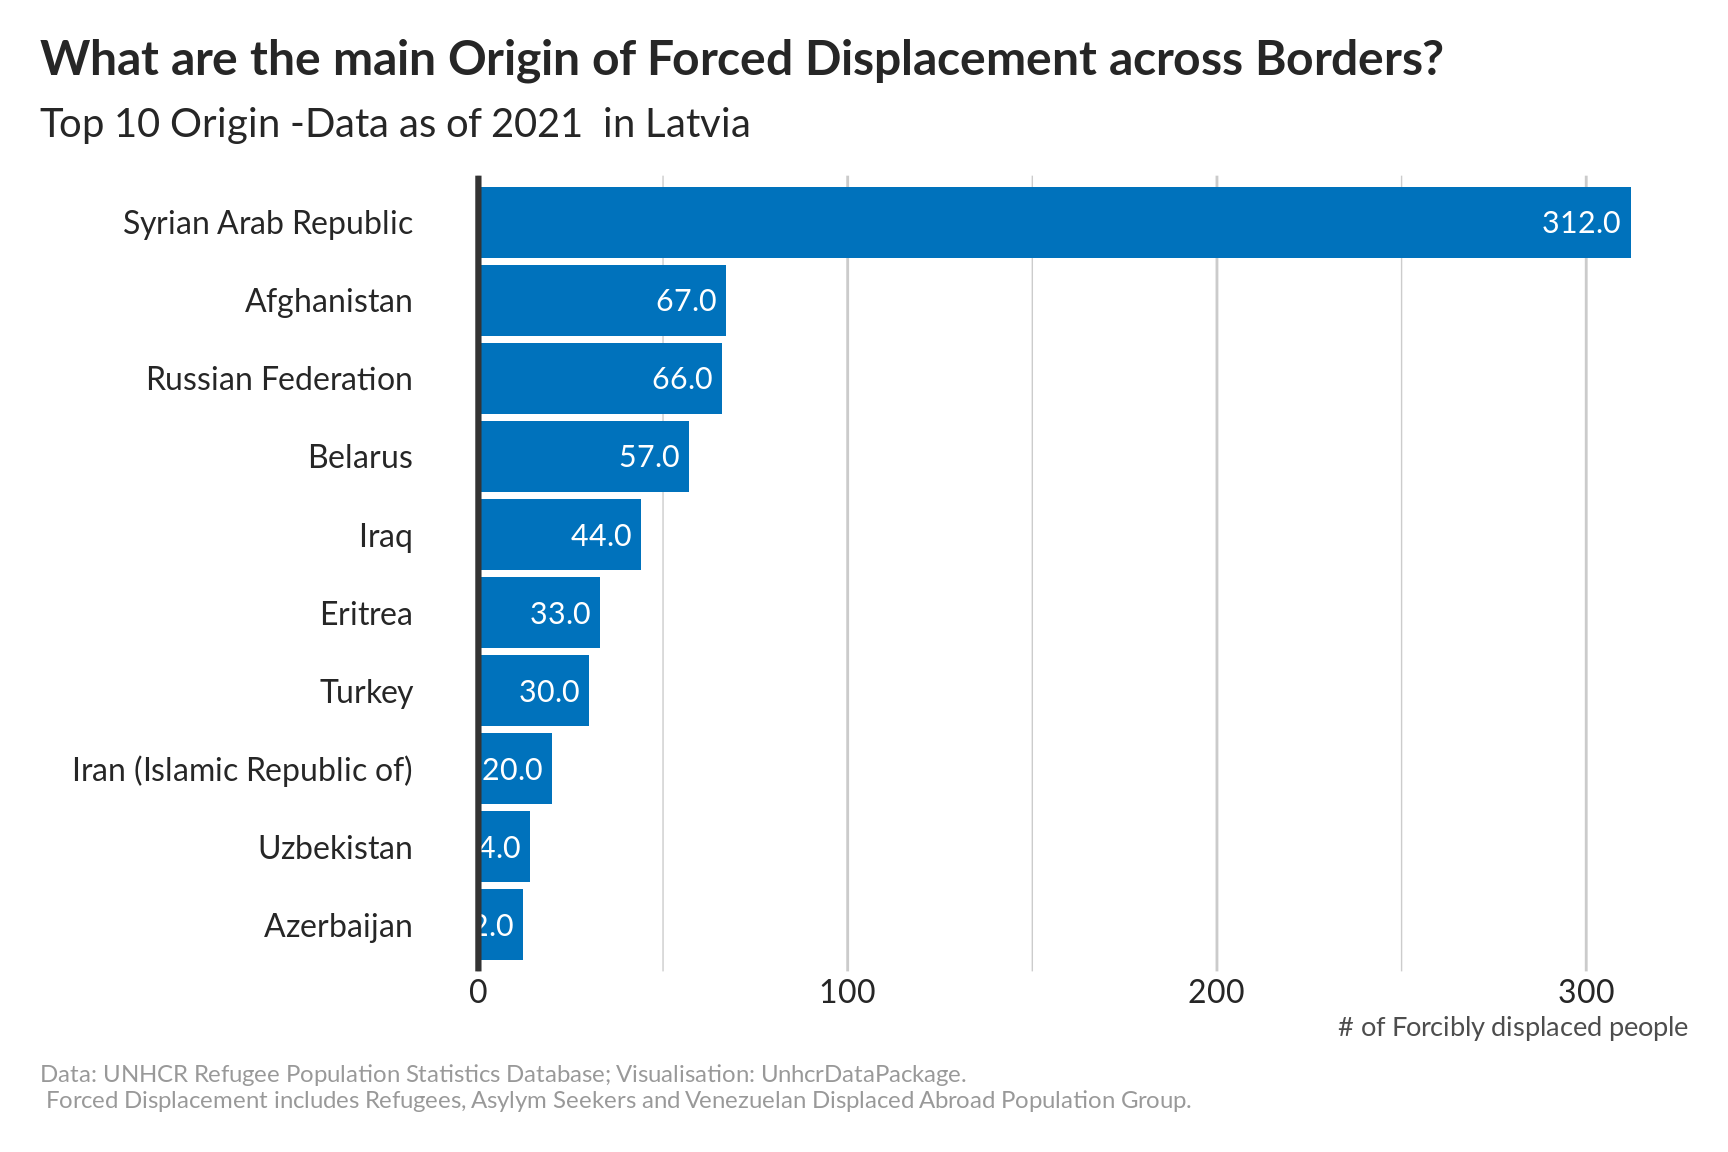 What are the main Origin of Forced Displacement across Borders?
Top 10 Origin -Data as of 2021  in Latvia
Syrian Arab Republic 312.0
Afghanistan 67.0
Russian Federation 66.0
Belarus 57.0
Iraq 44.0
Eritrea 33.0
Turkey 30.0
Iran (Islamic Republic of) 20.0
Uzbekistan 4.0
Azerbaijan 2.0
0 100 200 300
# of Forcibly displaced people
Data: UNHCR Refugee Population Statistics Database; Visualisation: UnhcrDataPackage.
Forced Displacement includes Refugees, Asylym Seekers and Venezuelan Displaced Abroad Population Group.